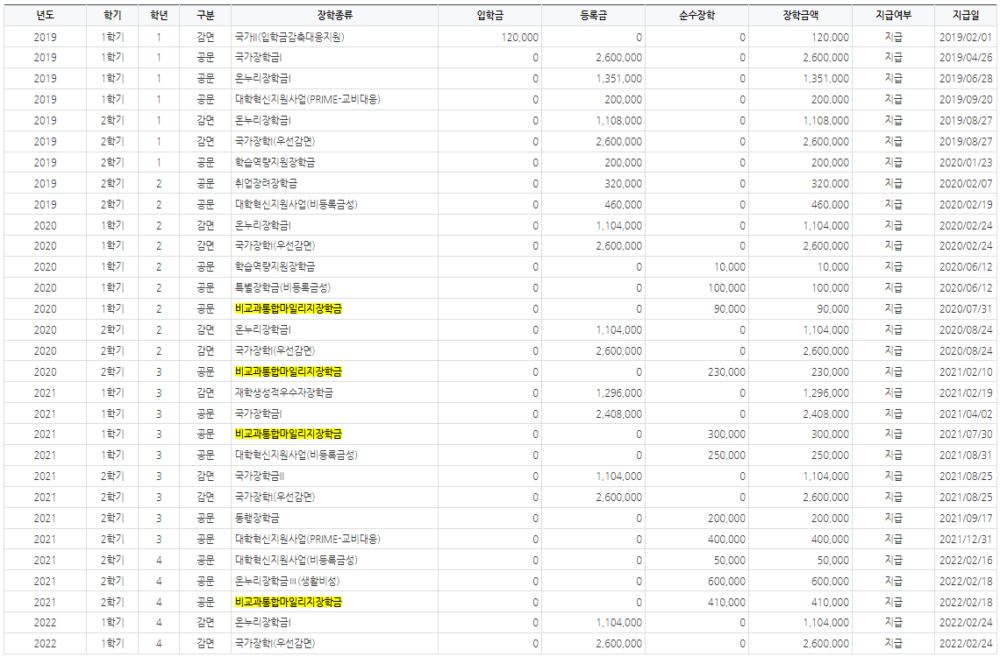 년도 학기 학년 구분 장학종류 입학금 등록금 순수장학 장학금액 지급여부 지급일
2019 1학기 1 감면 국가II(입학금감축대응지원) 120,000 0 0 120,000 지급 2019/02/01
2019 1학기 1 공문 국가장학금I 0 2,600,000 0 2,600,000 지급 2019/04/26
2019 1학기 1 공문 온누리장학금I 0 1,351,000 0 1,351,000 지급 2019/06/28
2019 1학기 1 공문 대학혁신지원사업(PRIME-교비대응) 0 200,000 0 200,000 지급 2019/09/20
2019 2학기 1 감면 온누리장학금I 0 1,108,000 0 1,108,000 지급 2019/08/27
2019 2학기 1 감면 국가장학I(우선감면) 0 2,600,000 0 2,600,000 지급 2019/08/27
2019 2학기 1 공문 학습역량지원장학금 0 200,000 0 200,000 지급 2020/01/23
2019 2학기 2 공문 취업장려장학금 0 320,000 0 320,000 지급 2020/02/07
2019 2학기 2 공문 대학혁신지원사업(비등록금성) 0 460,000 0 460,000 지급 2020/02/19
2020 1학기 2 감면 온누리장학금I 0 1,104,000 0 1,104,000 지급 2020/02/24
2020 1학기 2 감면 국가장학I(우선감면) 0 2,600,000 0 2,600,000 지급 2020/02/24
2020 1학기 2 공문 학습역량지원장학금 0 0 10,000 10,000 지급 2020/06/12
2020 1학기 2 공문 특별장학금(비등록금성) 0 0 100,000 100,000 지급 2020/06/12
2020 1학기 2 공문 비교과통합마일리지장학금 0 0 90,000 90,000 지급 2020/07/31
2020 2학기 2 감면 온누리장학금I 0 1,104,000 0 1,104,000 지급 2020/08/24
2020 2학기 2 감면 국가장학I(우선감면) 0 2,600,000 0 2,600,000 지급 2020/08/24
2020 2학기 3 공문 비교과통합마일리지장학금 0 0 230,000 230,000 지급 2021/02/10
2021 1학기 3 감면 재학생성적우수자장학금 0 1,296,000 0 1,296,000 지급 2021/02/19
2021 1학기 3 공문 국가장학금I 0 2,408,000 0 2,408,000 지급 2021/04/02
2021 1학기 3 공문 비교과통합마일리지장학금 0 0 300,000 300,000 지급 2021/07/30
2021 1학기 3 공문 대학혁신지원사업(비등록금성) 0 0 250,000 250,000 지급 2021/08/31
2021 2학기 3 감면 국가장학금II 0 1,104,000 0 1,104,000 지급 2021/08/25
2021 2학기 3 감면 국가장학I(우선감면) 0 2,600,000 0 2,600,000 지급 2021/08/25
2021 2학기 3 공문 동행장학금 0 0 200,000 200,000 지급 2021/09/17
2021 2학기 3 공문 대학혁신지원사업(PRIME-교비대응) 0 0 400,000 400,000 지급 2021/12/31
2021 2학기 4 공문 대학혁신지원사업(비등록금성) 0 0 50,000 50,000 지급 2022/02/16
2021 2학기 4 공문 온누리장학금Ⅲ(생활비성) 0 0 600,000 600,000 지급 2022/02/18
2021 2학기 4 공문 비교과통합마일리지장학금 0 0 410,000 410,000 지급 2022/02/18
2022 1학기 4 감면 온누리장학금I 0 1,104,000 0 1,104,000 지급 2022/02/24
2022 1학기 4 감면 국가장학I(우선감면) 0 2,600,000 0 2,600,000 지급 2022/02/24